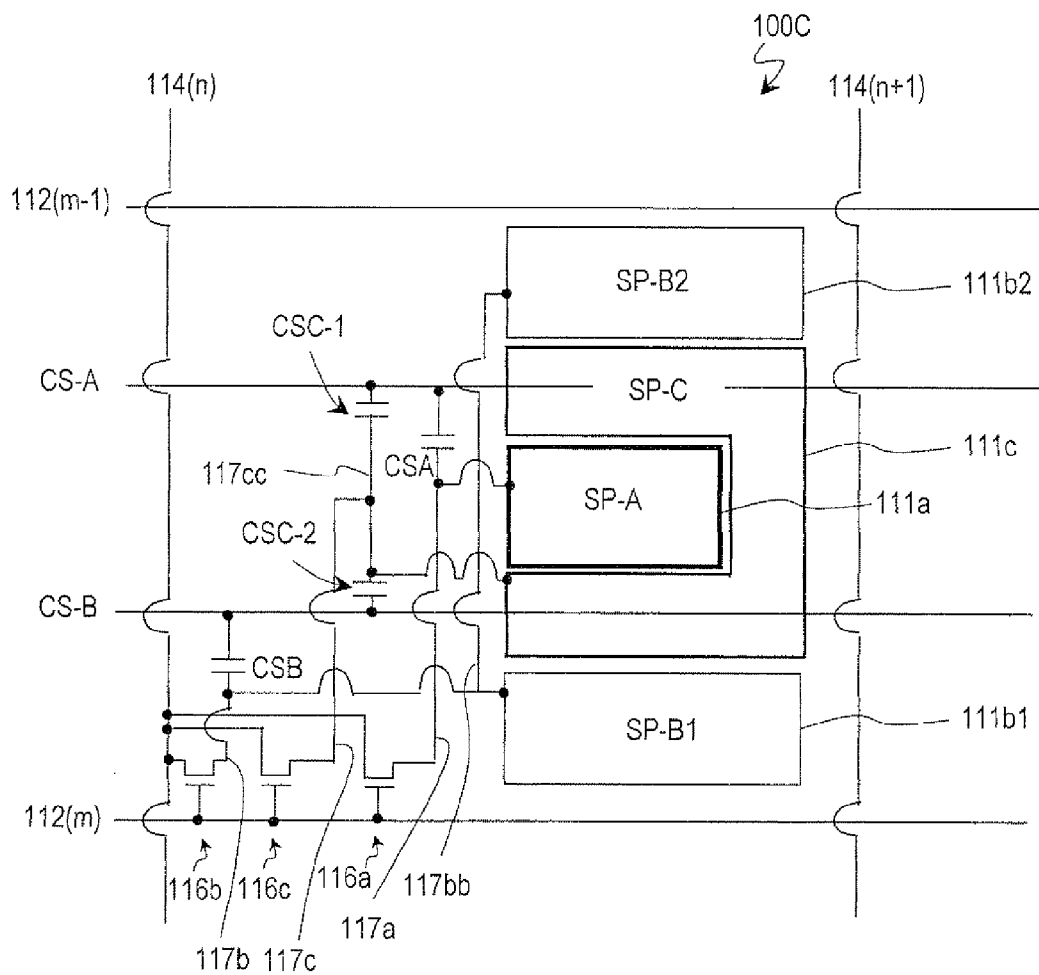 100C
114(n)
114(n+1)
112(m-1)
SP-B2
111b2
CSC-1
CS-A
SP-C
CSA
111c
117cc
SP-A
111a
CSC-2
CS-B
CSB
SP-B1
111b1
112(m)
116b
116c
116a
117bb
117a
117b
117c